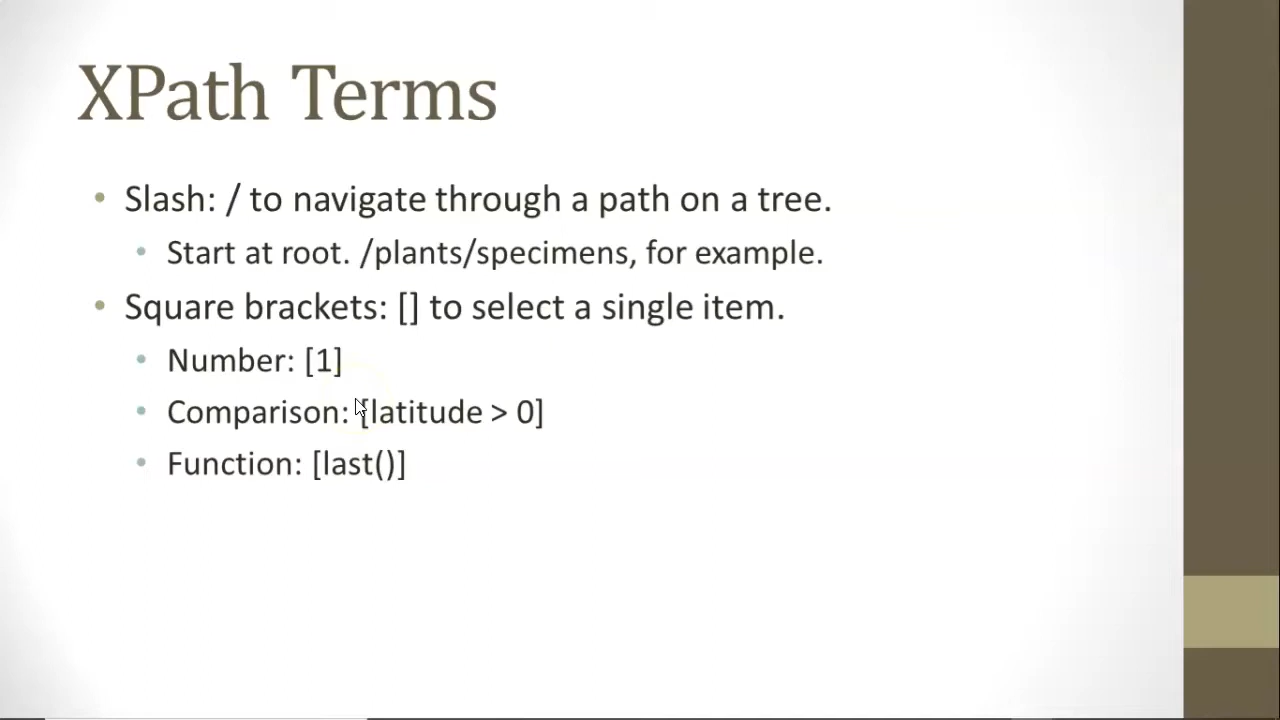 XPath Terms
• Slash: / to navigate through a path on a tree.
• Start at root. /plants/specimens, for example.
• Square brackets: [] to select a single item.
• Number: [1]
• Comparison: [latitude > 0]
• Function: [last()]